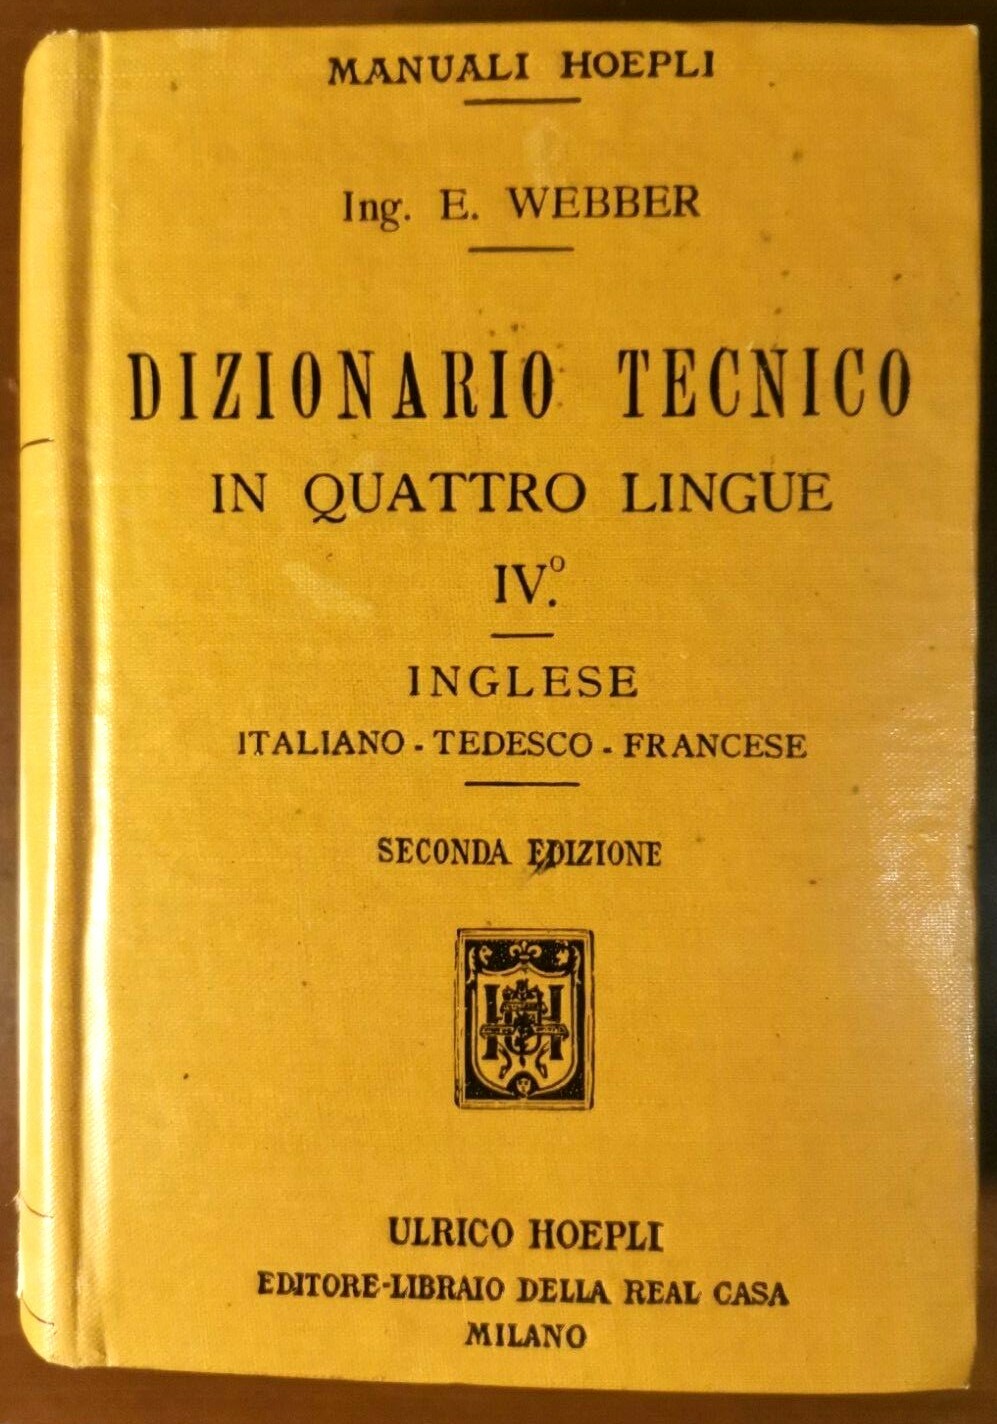 MANUALI HOEPLI
Ing. E. WEBBER
DIZIONARIO TECNICO
IN QUATTRO LINGUE
IV.º
INGLESE
ITALIANO - TEDESCO - FRANCESE
SECONDA EDIZIONE
ULRICO HOEPLI
EDITORE-LIBRAIO DELLA REAL CASA
MILANO